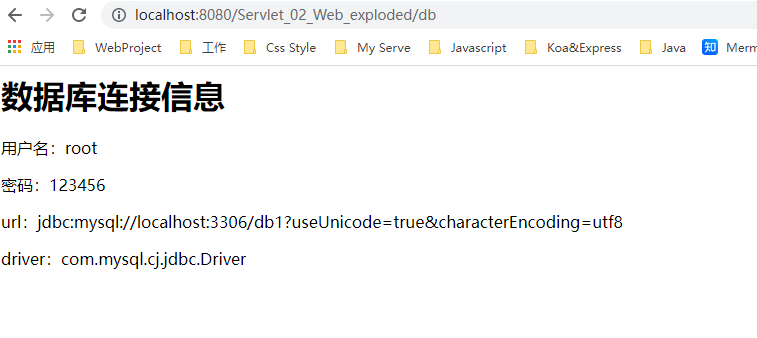 localhost:8080/Servlet_02_Web_exploded/db
应用 WebProject 工作 Css Style My Serve Javascript Koa&Express Java 知 Merm
数据库连接信息
用户名：root
密码：123456
url：jdbc:mysql://localhost:3306/db1?useUnicode=true&characterEncoding=utf8
driver：com.mysql.cj.jdbc.Driver